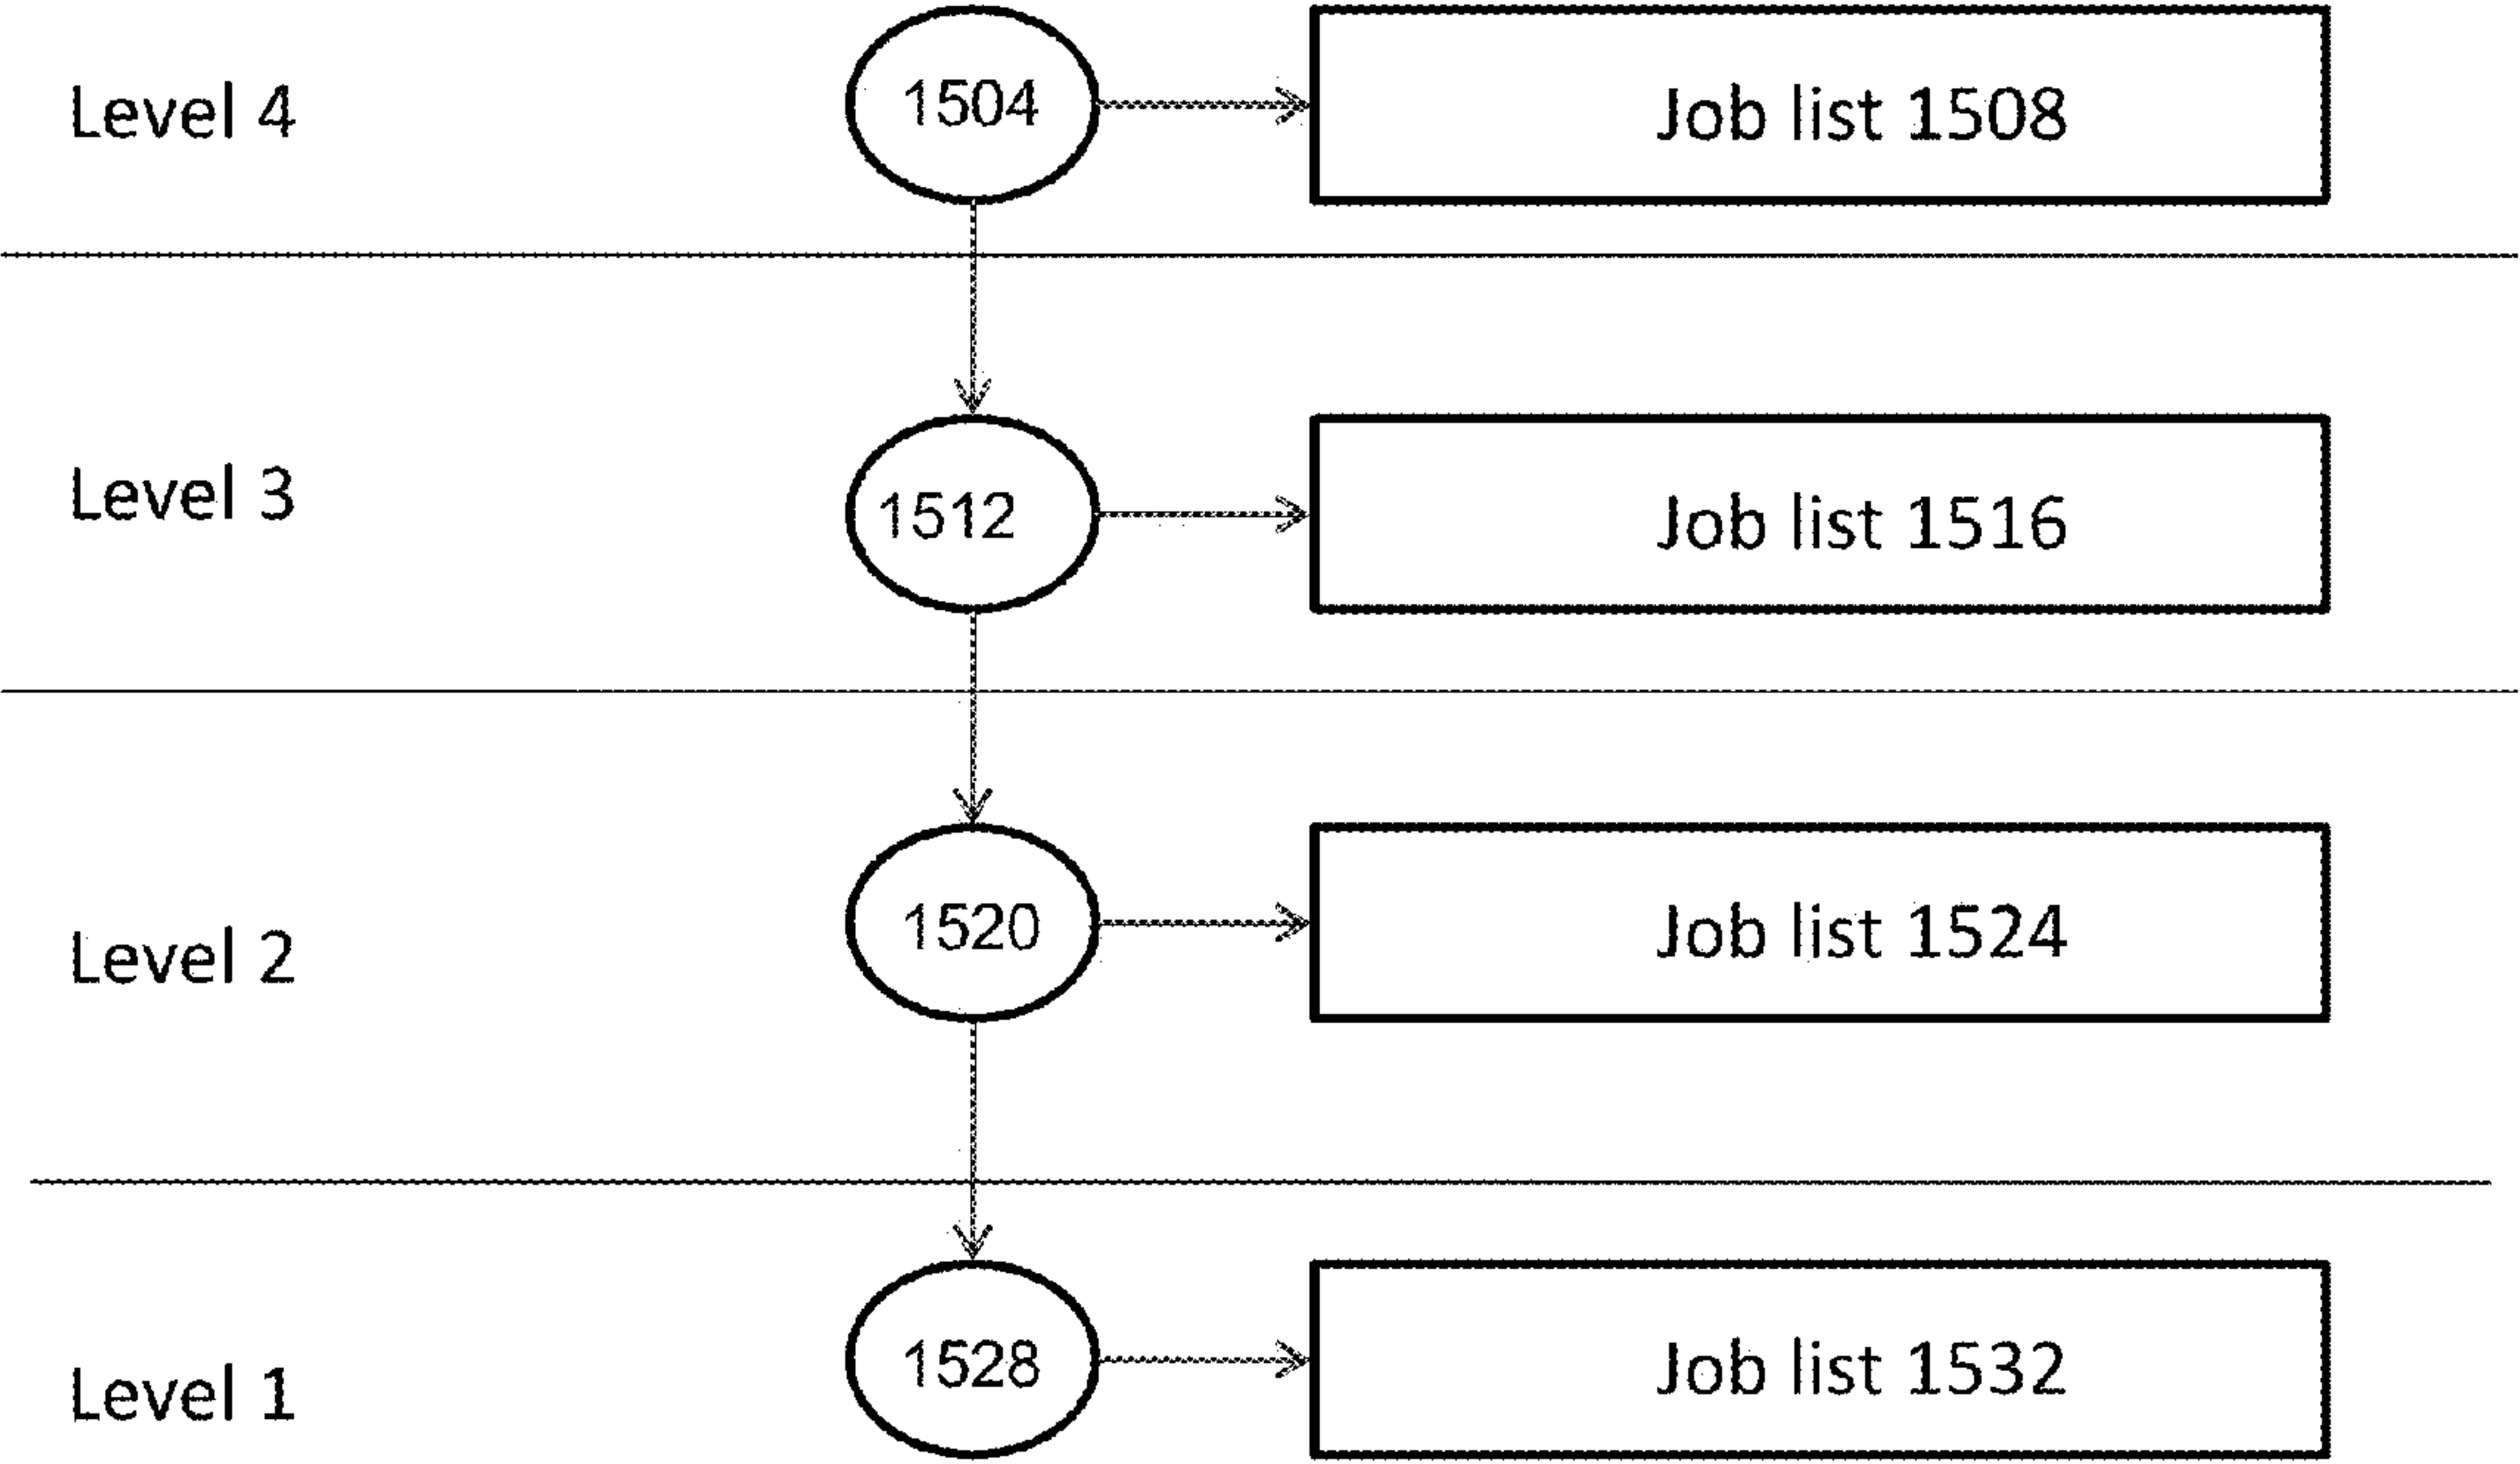 Level 4
1504
Job list 1508
Level 3
1512
Job list 1516
Level 2
1520
Job list 1524
Level 1
1528
Job list 1532